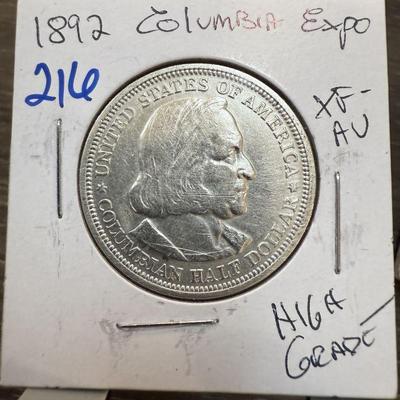 1892 COLUMBIA EXPO
216
XF-
AU
UNITED STATES OF AMERICA
COLUMBIAN HALF DOLLAR
HIGH
GRADE